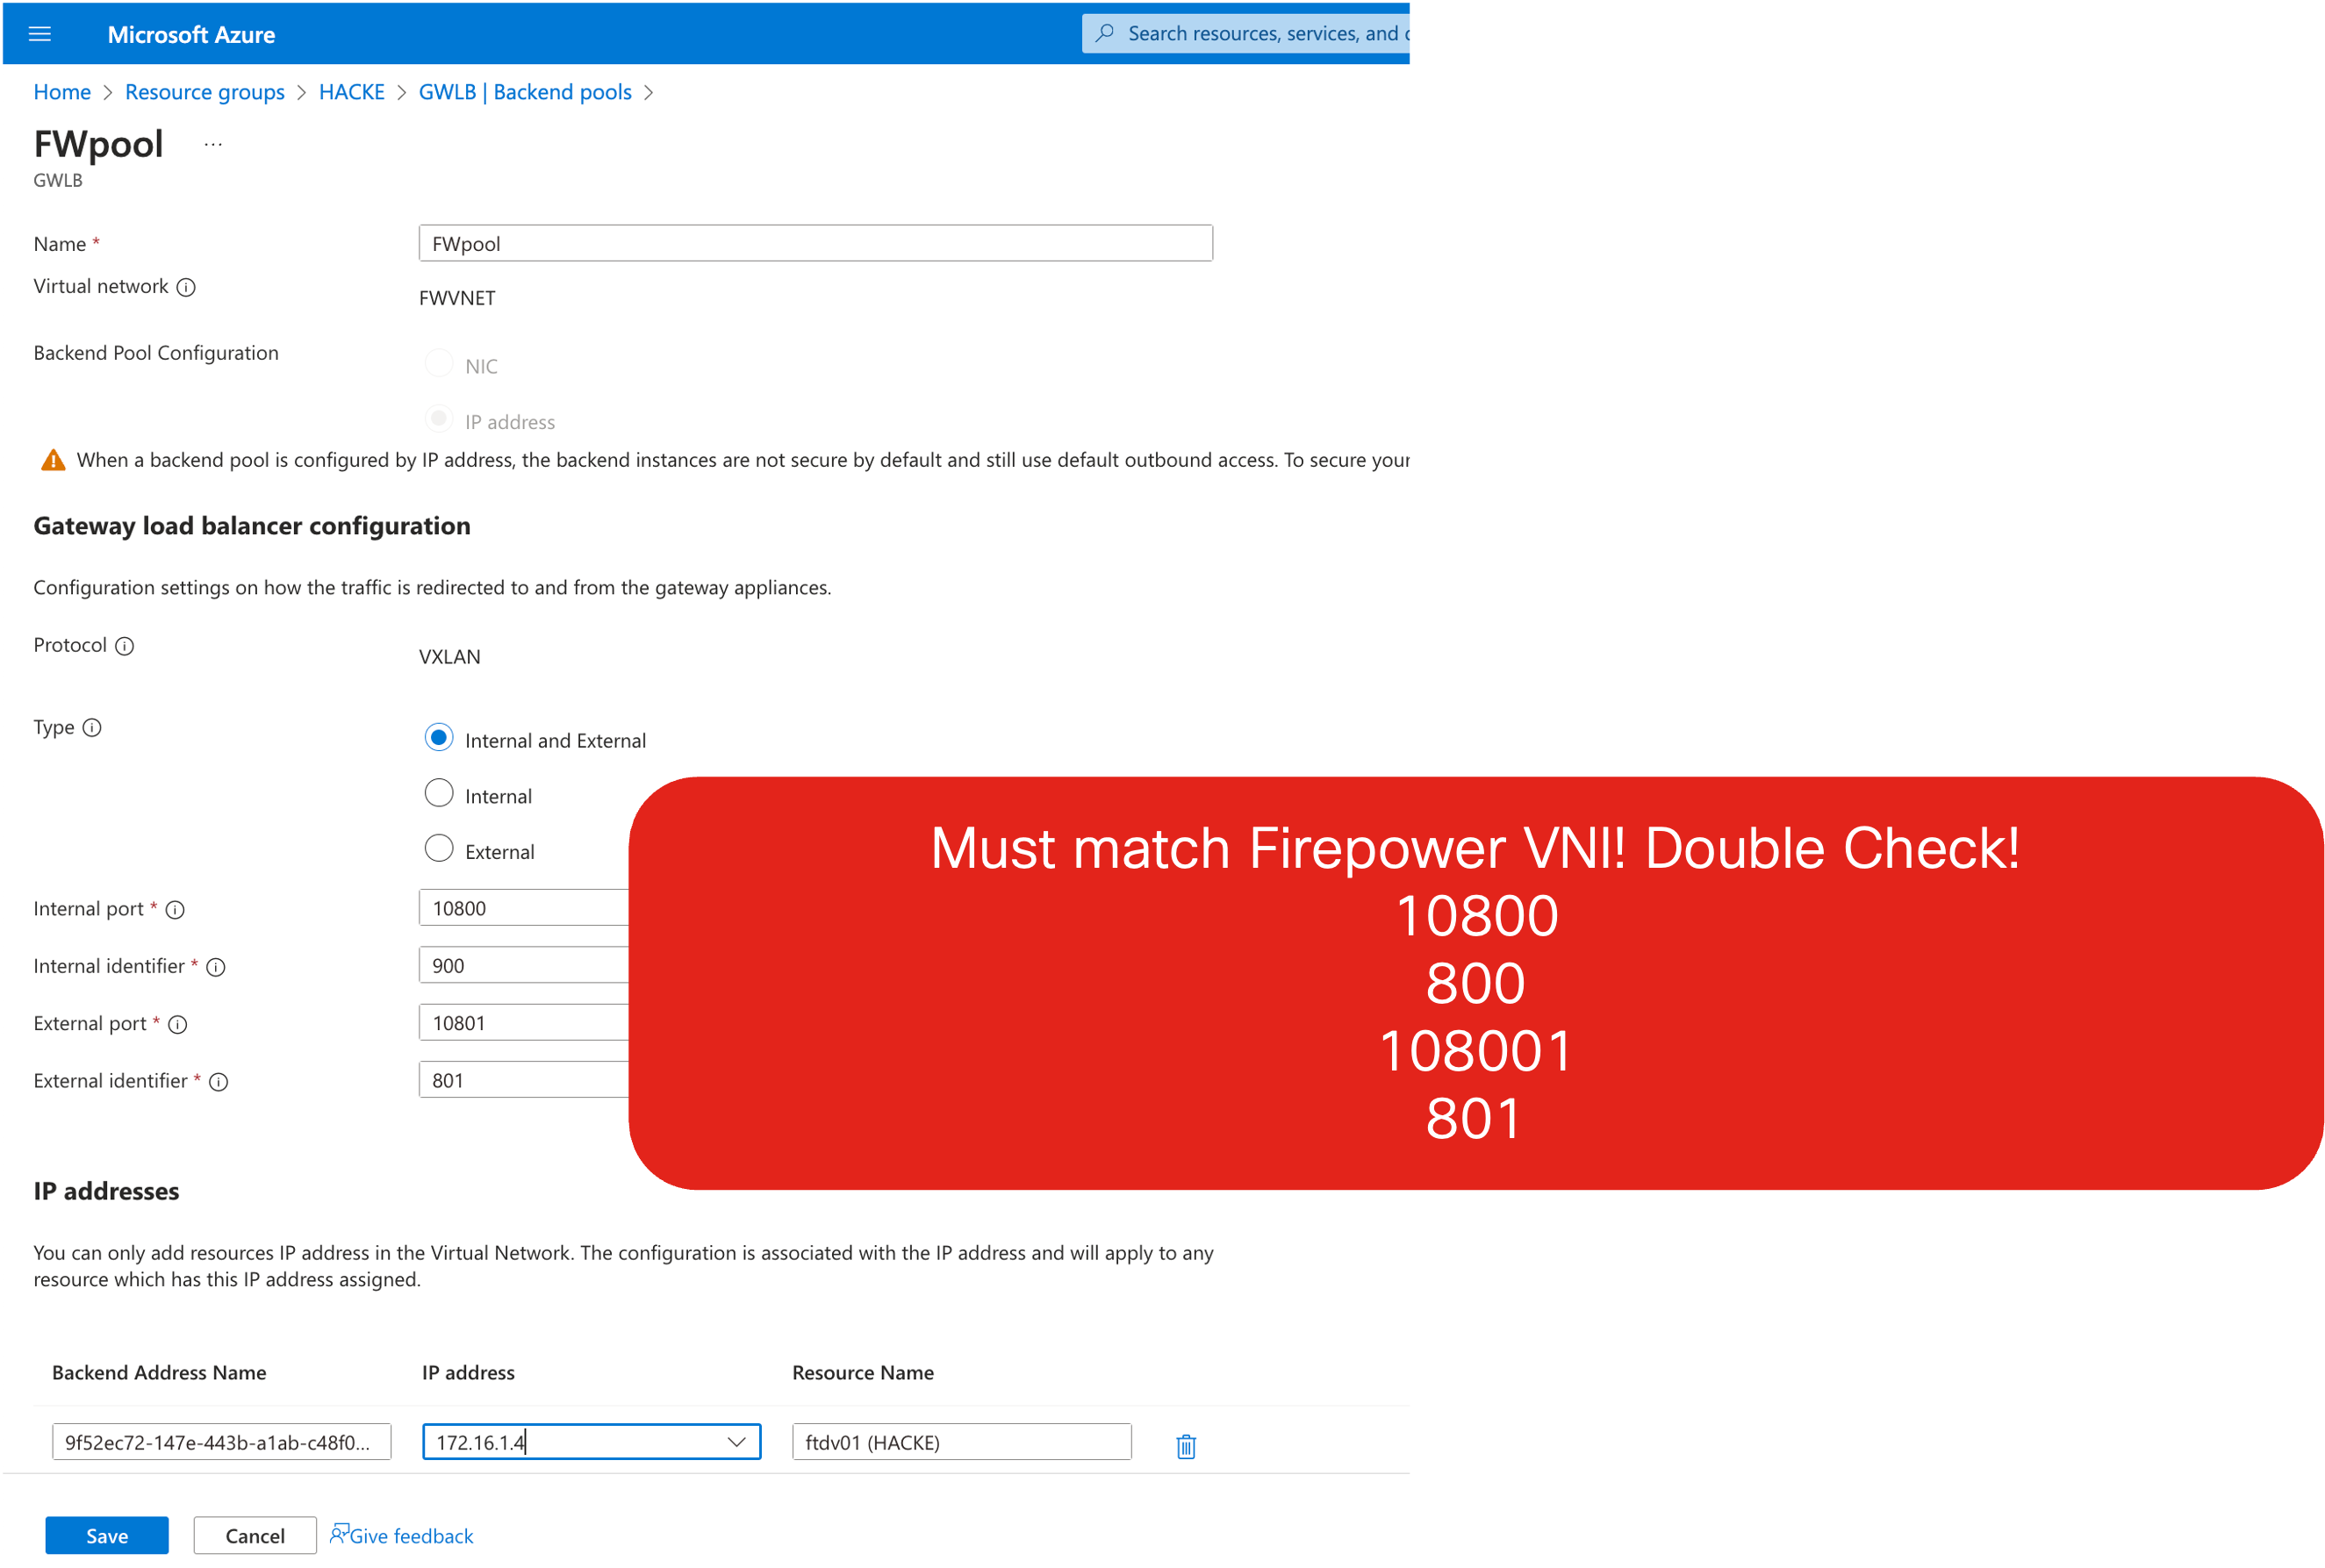 Microsoft Azure
Search resources, services, and
Home > Resource groups > HACKE > GWLB | Backend pools >
FWpool ...
GWLB
Name *
FWpool
Virtual network
FWVNET
Backend Pool Configuration
NIC
IP address
When a backend pool is configured by IP address, the backend instances are not secure by default and still use default outbound access. To secure your
Gateway load balancer configuration
Configuration settings on how the traffic is redirected to and from the gateway appliances.
Protocol
VXLAN
Type
Internal and External
Internal
External
Internal port *
10800
Internal identifier *
900
External port *
10801
External identifier *
801
Must match Firepower VNI! Double Check!
10800
800
108001
801
IP addresses
You can only add resources IP address in the Virtual Network. The configuration is associated with the IP address and will apply to any
resource which has this IP address assigned.
Backend Address Name
IP address
Resource Name
9f52ec72-147e-443b-a1ab-c48f0...
172.16.1.4
ftdv01 (HACKE)
Save
Cancel
Give feedback